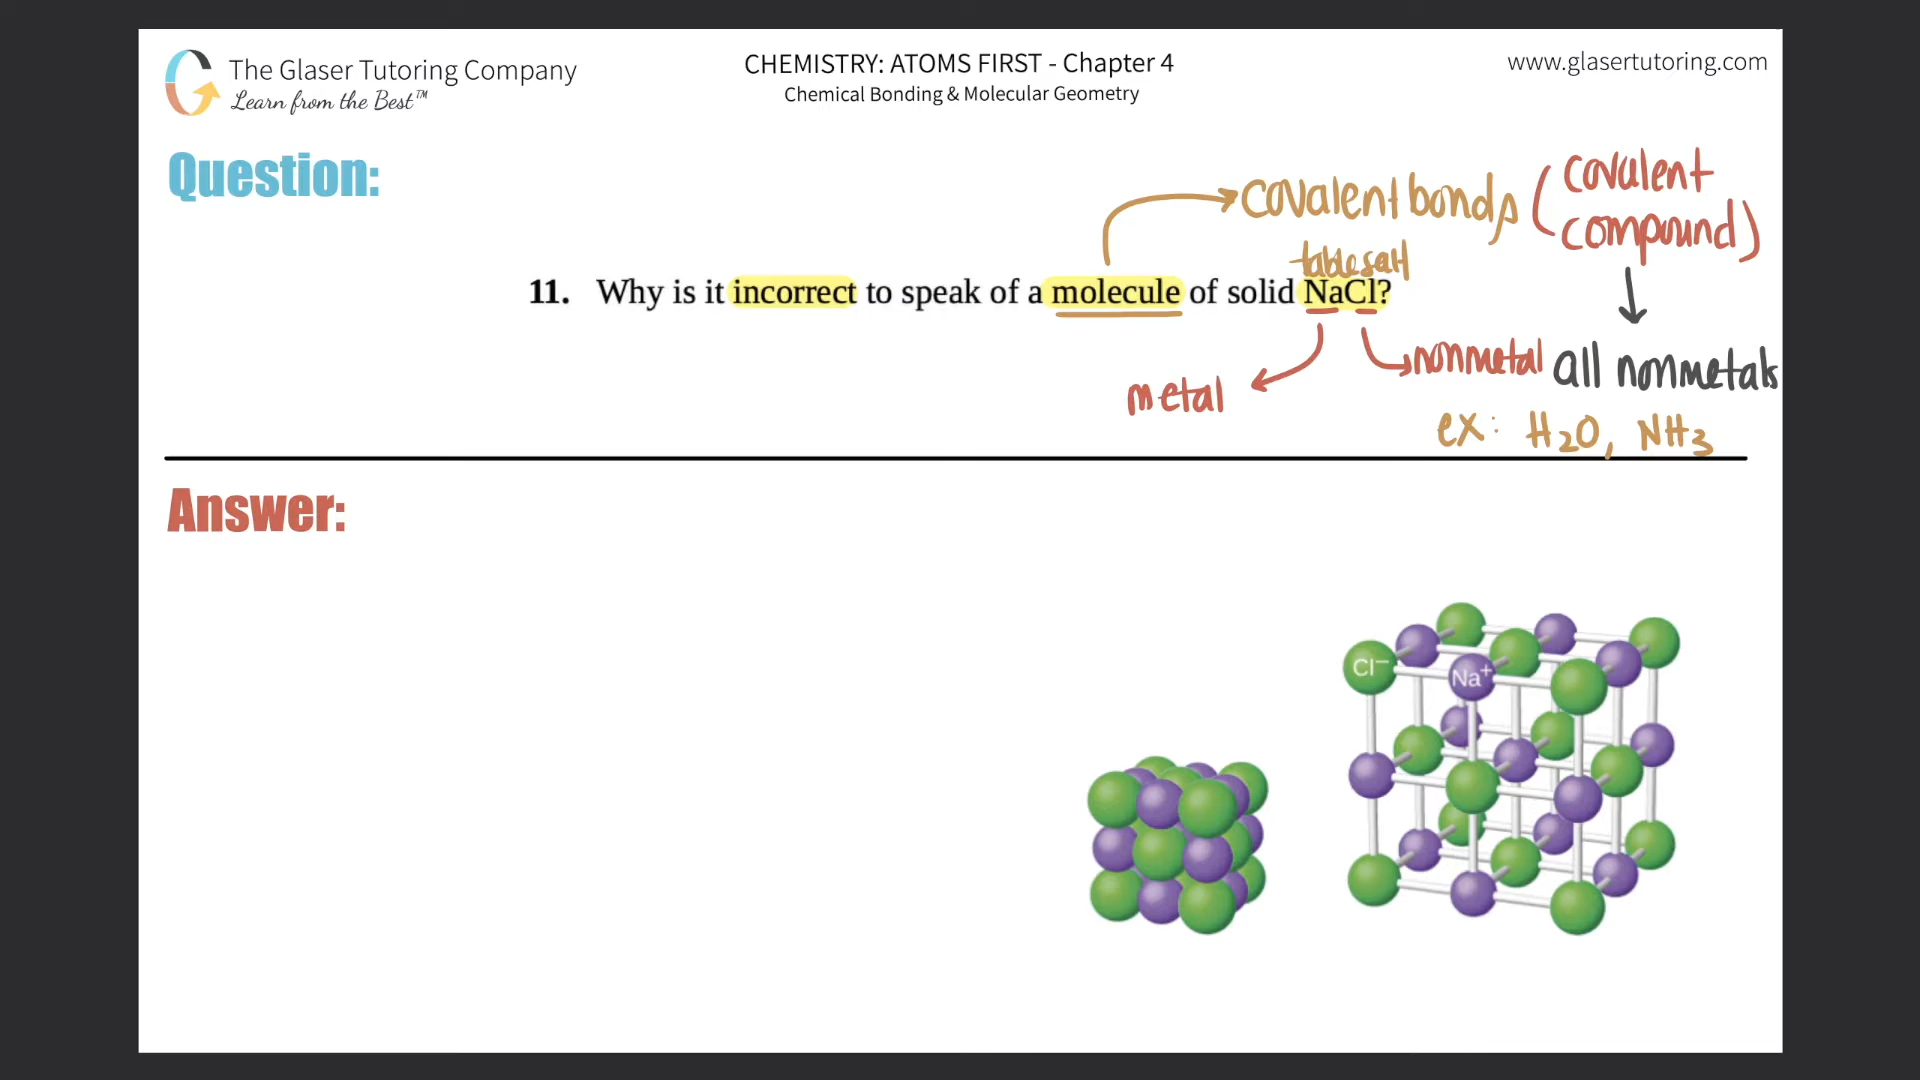 The Glaser Tutoring Company
Learn from the Best™
CHEMISTRY: ATOMS FIRST - Chapter 4
Chemical Bonding & Molecular Geometry
www.glasertutoring.com
Question:
covalent bonds (covalent
compound)
table salt
11. Why is it incorrect to speak of a molecule of solid NaCl?
metal
nonmetal
all nonmetals
ex: H₂O, NH₃
Answer:
Cl⁻
Na⁺